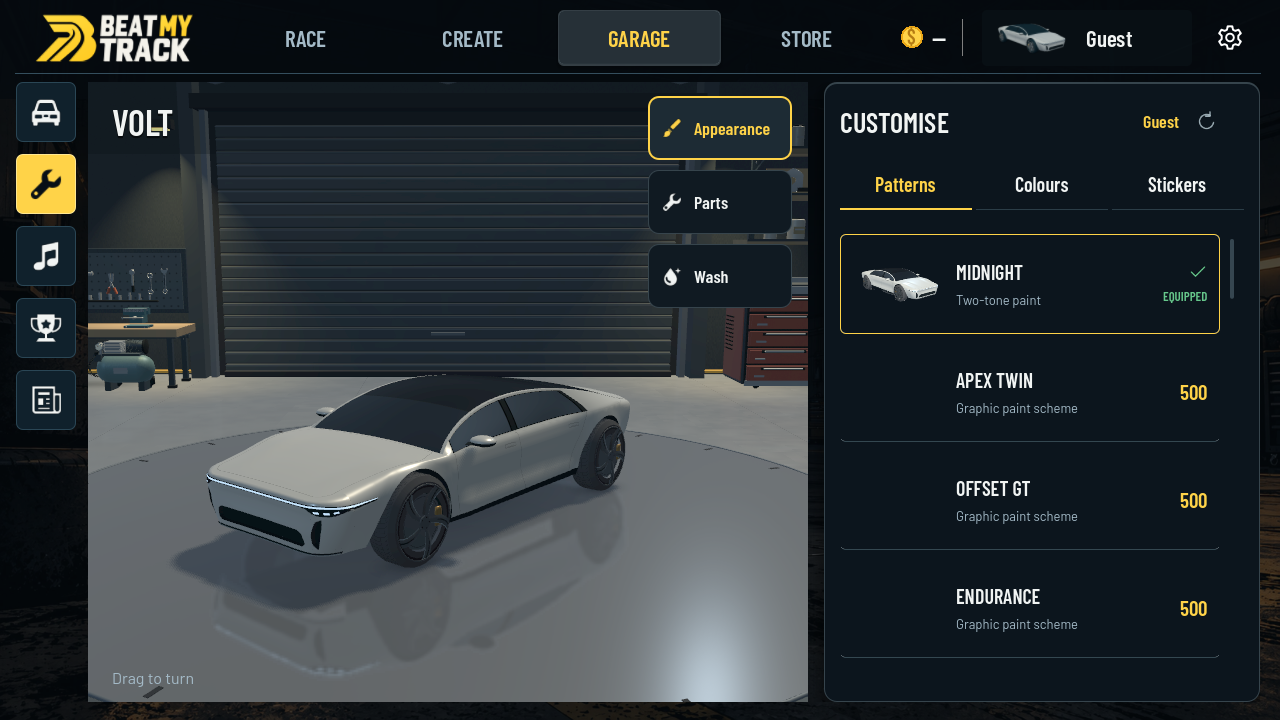 BEAT MY
TRACK
RACE
CREATE
GARAGE
STORE
$ –
Guest
VOLT
Appearance
Parts
Wash
Drag to turn
CUSTOMISE
Guest
Patterns
Colours
Stickers
MIDNIGHT
Two-tone paint
EQUIPPED
APEX TWIN
Graphic paint scheme
500
OFFSET GT
Graphic paint scheme
500
ENDURANCE
Graphic paint scheme
500